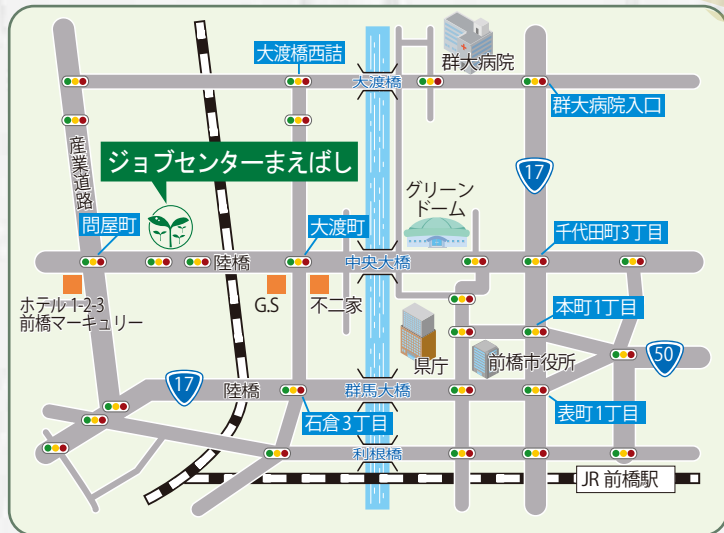 大渡橋西詰
群大病院
大渡橋
群大病院入口
産業道路
ジョブセンターまえばし
17
グリーン
ドーム
問屋町
大渡町
千代田町3丁目
陸橋
中央大橋
ホテル 1-2-3
前橋マーキュリー
G.S
不二家
本町1丁目
県庁
前橋市役所
50
17
陸橋
群馬大橋
表町1丁目
石倉3丁目
利根橋
JR 前橋駅